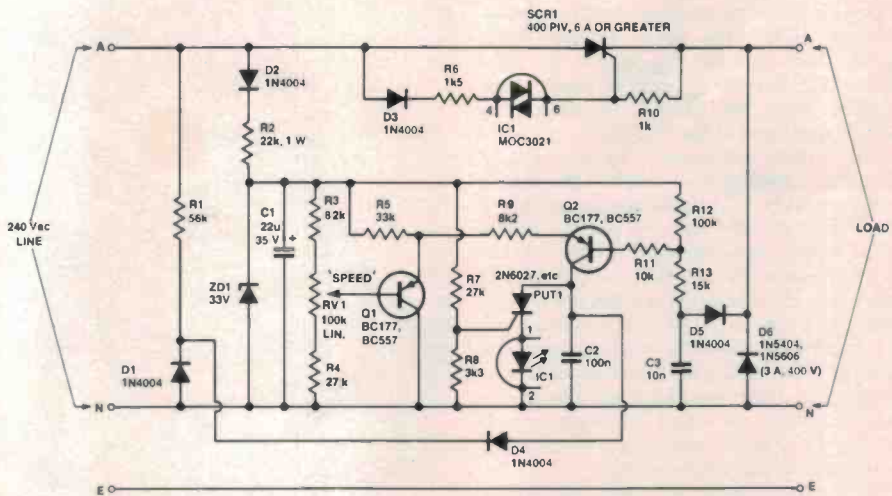 SCR1
400 PIV, 6 A OR GREATER
A
A
D2
1N4004
R6
1k5
D3
1N4004
4
6
IC1
MOC3021
R10
1k
R2
22k, 1 W
R1
56k
240 Vac
LINE
C1
22u
35 V
+
R3
82k
R5
33k
R9
8k2
Q2
BC177, BC557
R12
100k
LOAD
R11
10k
R13
15k
ZD1
33V
'SPEED'
RV1
100k
LIN.
Q1
BC177,
BC557
R7
27k
2N6027, etc
PUT1
D5
1N4004
D6
1N5404,
1N5606
(3 A, 400 V)
D1
1N4004
R4
27k
R8
3k3
1
IC1
2
C2
100n
C3
10n
N
N
D4
1N4004
E
E